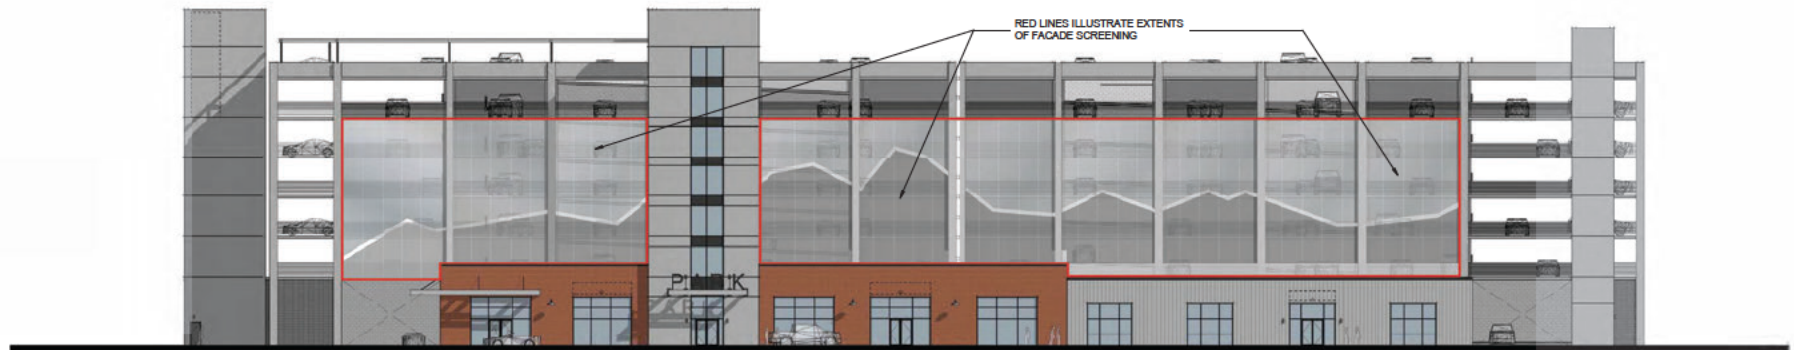 RED LINES ILLUSTRATE EXTENTS
OF FACADE SCREENING